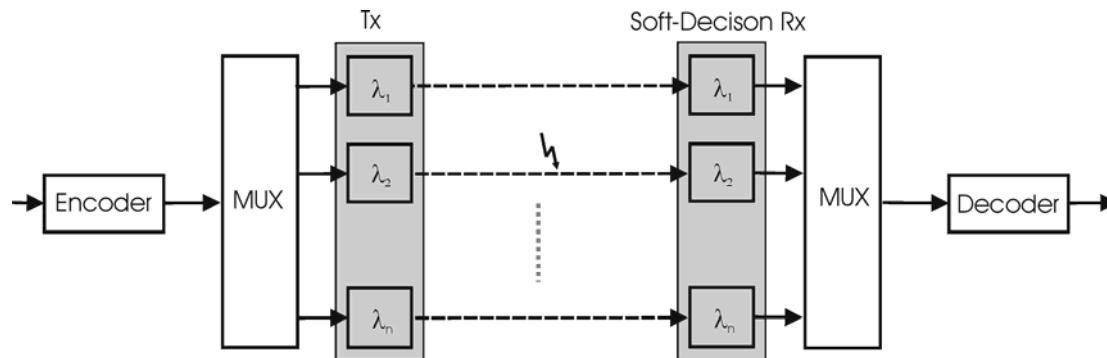 Tx
Soft-Decison Rx
λ₁
λ₁
λ₂
λ₂
Encoder
MUX
MUX
Decoder
λₙ
λₙ